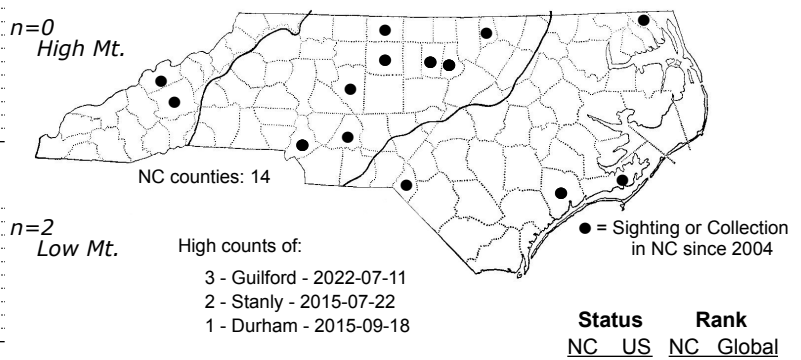 n=0
High Mt.
NC counties: 14
n=2
Low Mt.
● = Sighting or Collection
in NC since 2004
High counts of:
3 - Guilford - 2022-07-11
2 - Stanly - 2015-07-22
1 - Durham - 2015-09-18
Status Rank
NC US NC Global